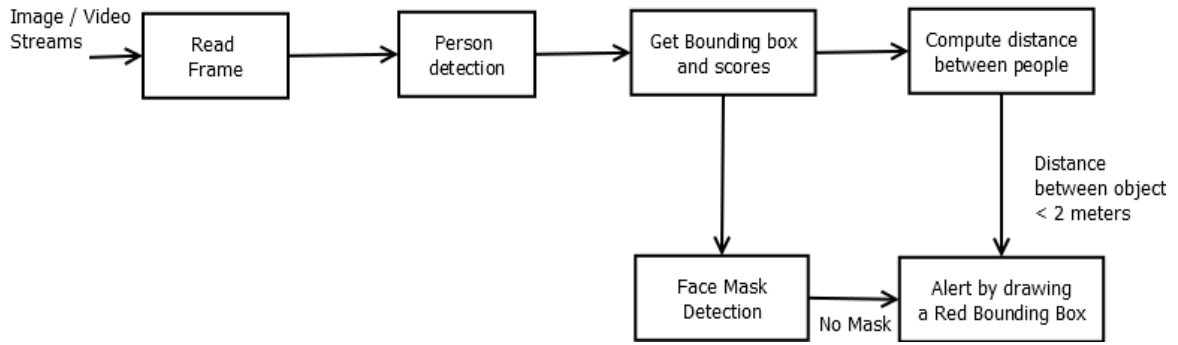 Image / Video
Streams
Read
Frame
Person
detection
Get Bounding box
and scores
Compute distance
between people
Distance
between object
< 2 meters
Face Mask
Detection
No Mask
Alert by drawing
a Red Bounding Box